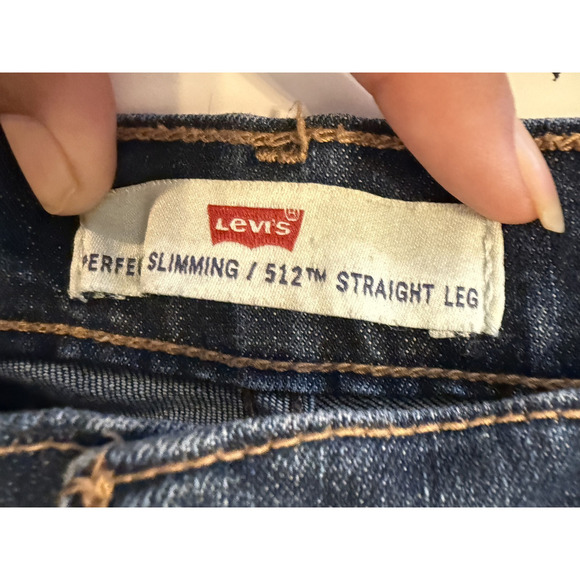 LEVI'S®
PERFEC SLIMMING / 512™ STRAIGHT LEG